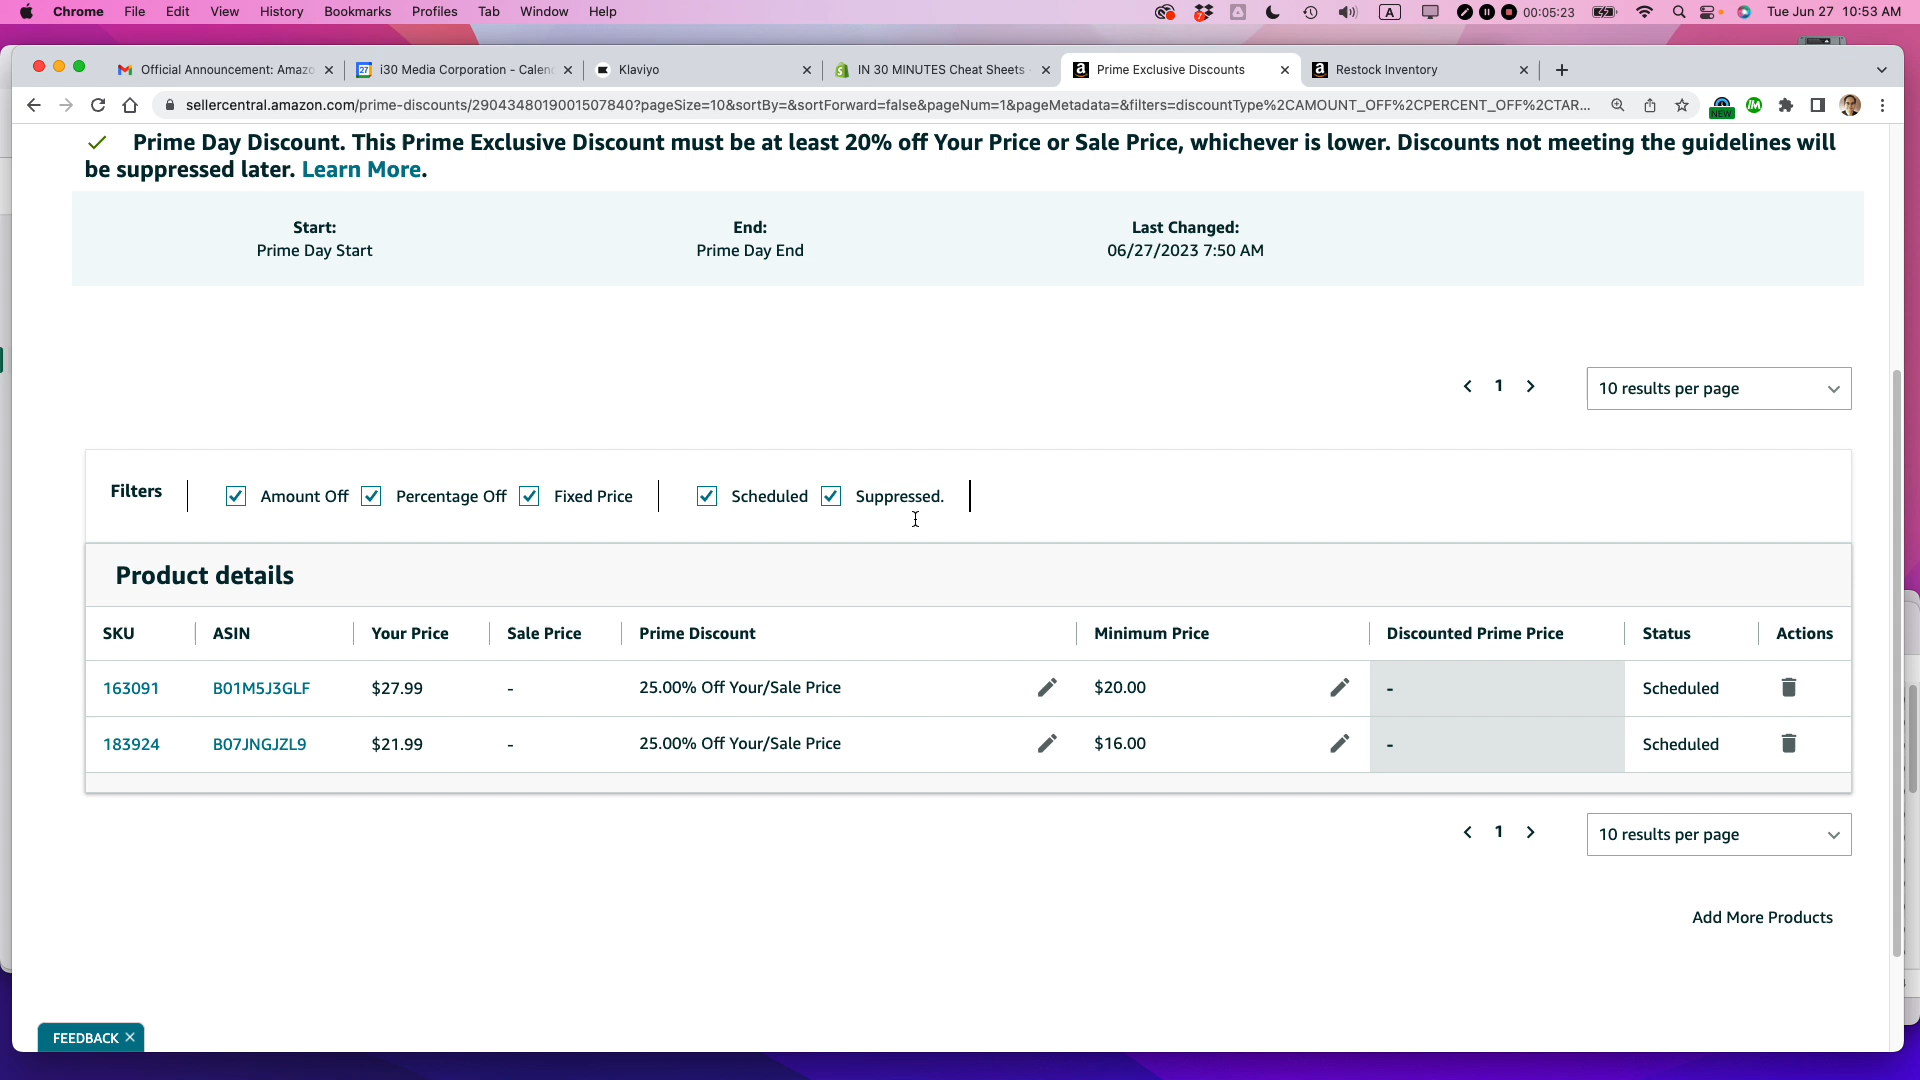 Chrome File Edit View History Bookmarks Profiles Tab Window Help 7 A 00:05:23 Tue Jun 27 10:53 AM
Official Announcement: Amazo 27 i30 Media Corporation - Calen Klaviyo IN 30 MINUTES Cheat Sheets Prime Exclusive Discounts Restock Inventory
sellercentral.amazon.com/prime-discounts/2904348019001507840?pageSize=10&sortBy=&sortForward=false&pageNum=1&pageMetadata=&filters=discountType%2CAMOUNT_OFF%2CPERCENT_OFF%2CTAR... NEW
Prime Day Discount. This Prime Exclusive Discount must be at least 20% off Your Price or Sale Price, whichever is lower. Discounts not meeting the guidelines will
be suppressed later. Learn More.
Start: End: Last Changed:
Prime Day Start Prime Day End 06/27/2023 7:50 AM
1 10 results per page
Filters Amount Off Percentage Off Fixed Price Scheduled Suppressed.
Product details
SKU ASIN Your Price Sale Price Prime Discount Minimum Price Discounted Prime Price Status Actions
163091 B01M5J3GLF $27.99 - 25.00% Off Your/Sale Price $20.00 - Scheduled
183924 B07JNGJZL9 $21.99 - 25.00% Off Your/Sale Price $16.00 - Scheduled
1 10 results per page
Add More Products
FEEDBACK